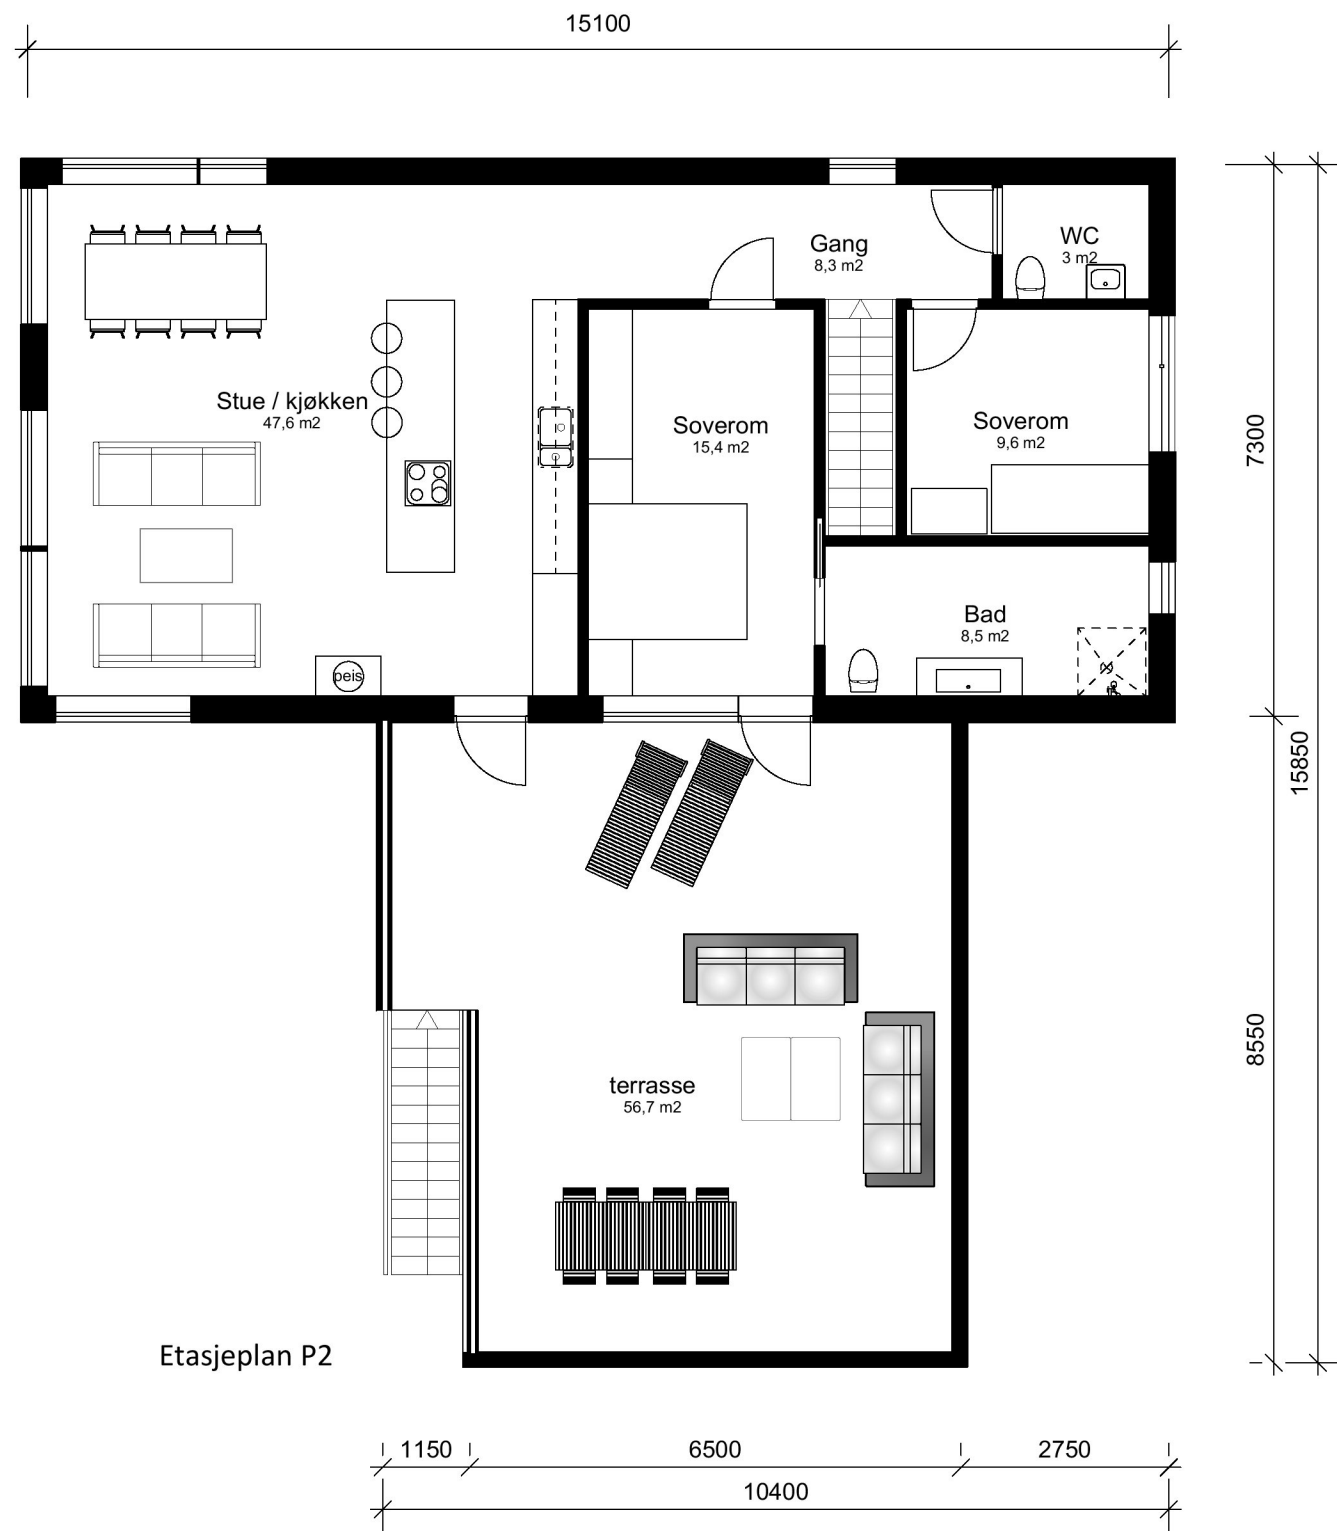 15100
Gang
8,3 m2
WC
3 m2
Stue / kjøkken
47,6 m2
Soverom
15,4 m2
Soverom
9,6 m2
7300
Bad
8,5 m2
peis
15850
8550
terrasse
56,7 m2
Etasjeplan P2
1150
6500
2750
10400